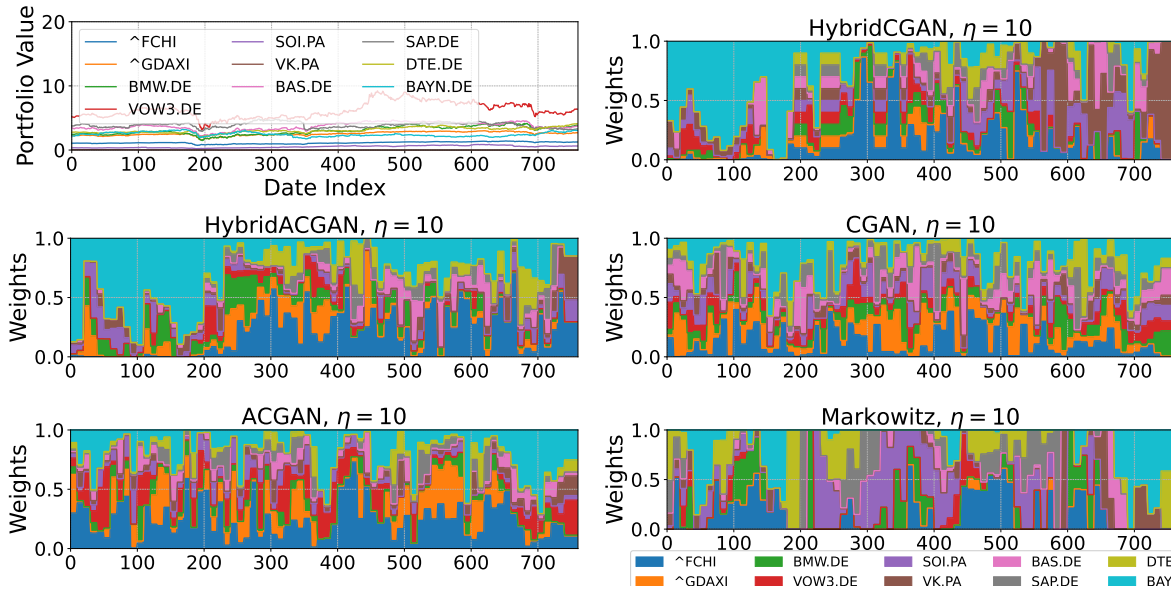 20
10
0
Portfolio Value
^FCHI SOI.PA SAP.DE
^GDAXI VK.PA DTE.DE
BMW.DE BAS.DE BAYN.DE
VOW3.DE
0 100 200 300 400 500 600 700
Date Index
HybridCGAN, η = 10
1.0
0.5
0.0
Weights
0 100 200 300 400 500 600 700
HybridACGAN, η = 10
1.0
0.5
0.0
Weights
0 100 200 300 400 500 600 700
CGAN, η = 10
1.0
0.5
0.0
Weights
0 100 200 300 400 500 600 700
ACGAN, η = 10
1.0
0.5
0.0
Weights
0 100 200 300 400 500 600 700
Markowitz, η = 10
1.0
0.5
0.0
Weights
0 100 200 300 400 500 600 700
^FCHI BMW.DE SOI.PA BAS.DE DTE
^GDAXI VOW3.DE VK.PA SAP.DE BAY